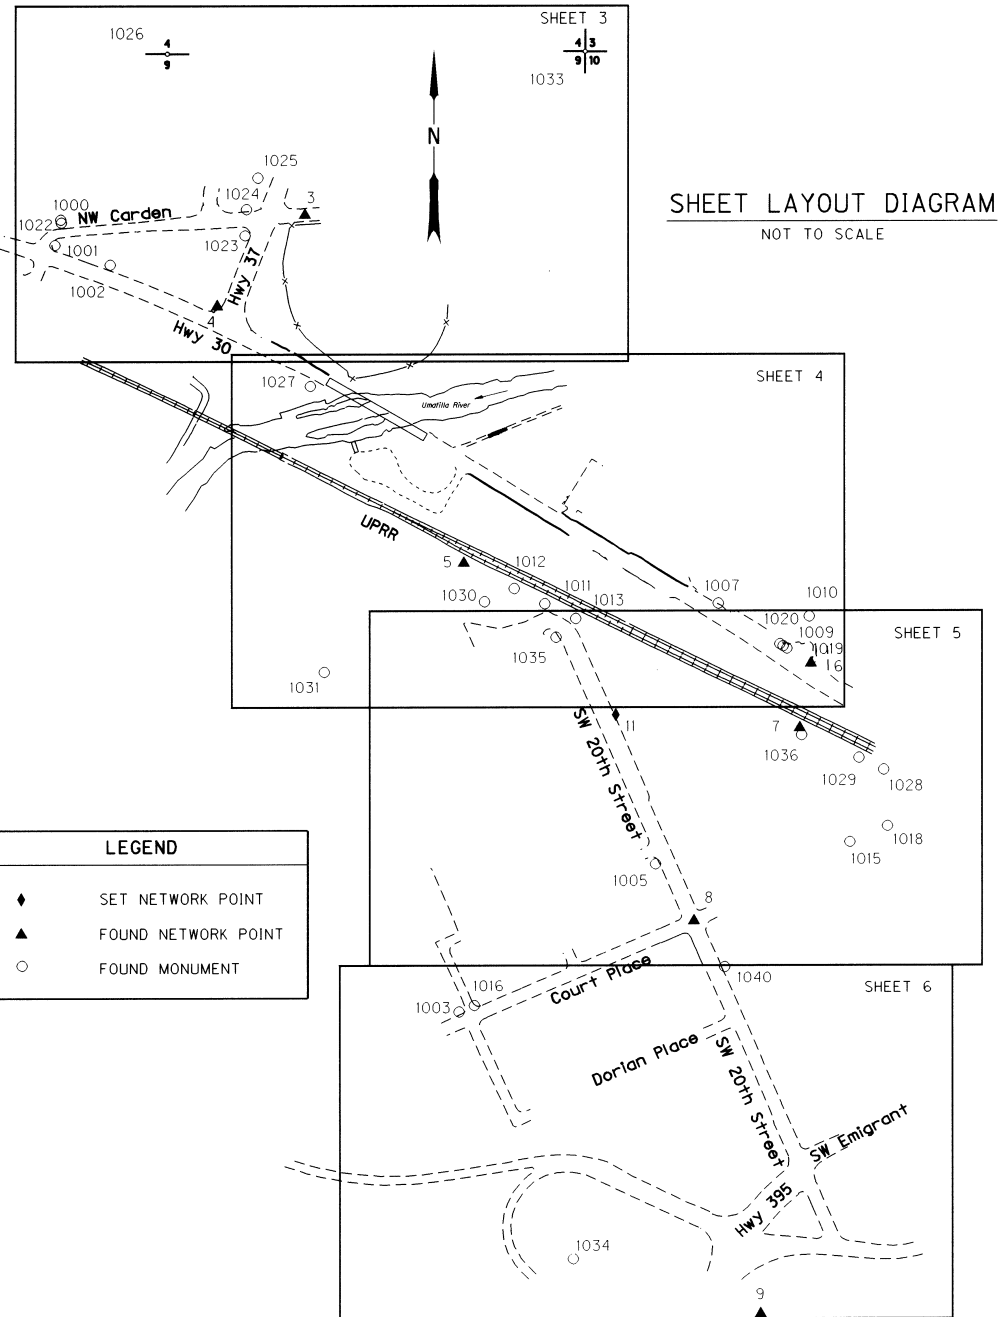 SHEET 3
1026
4
9
4 3
9 10
1033
N
SHEET LAYOUT DIAGRAM
NOT TO SCALE
1025
1024
3
1000
NW Carden
1022
1023
1001
1002
Hwy 37
4
Hwy 30
SHEET 4
1027
Umatilla River
UPRR
5
1012
1011
1030
1013
1007
1010
1020
1009
1019
SHEET 5
1035
16
1031
11
7
SW 20th Street
1036
1029
1028
1018
1015
1005
8
LEGEND
SET NETWORK POINT
FOUND NETWORK POINT
FOUND MONUMENT
Court Place
1040
SHEET 6
1016
1003
Dorian Place
SW 20th Street
SW Emigrant
Hwy 395
1034
9